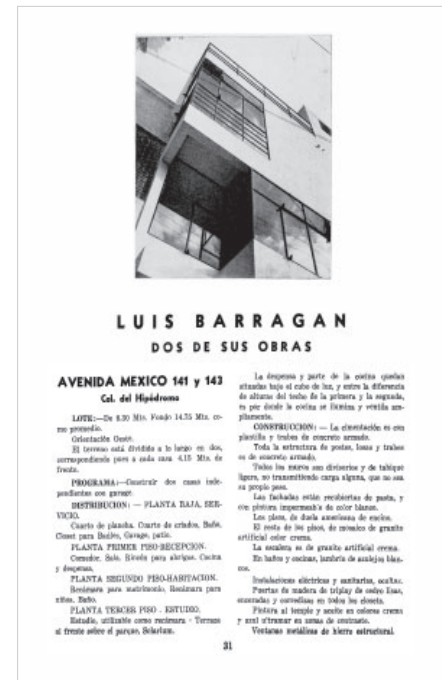 LUIS BARRAGAN
DOS DE SUS OBRAS
AVENIDA MEXICO 141 y 143
Col. del Hipódromo
LOTE:—De 8.30 Mts. Fondo 14.75 Mts. co-
mo promedio.
Orientación Oeste.
El terreno está dividido a lo largo en dos,
correspondiendo pues a cada casa 4.15 Mts. de
frente.
PROGRAMA:—Construir dos casas inde-
pendientes con garage.
DISTRIBUCION: — PLANTA BAJA, SER-
VICIO.
Cuarto de plancha. Cuarto de criados, Baño,
Closet para Baúles, Garage, patio.
PLANTA PRIMER PISO-RECEPCION.
Comedor. Sala. Rincón para abrigos. Cocina
y despensa.
PLANTA SEGUNDO PISO-HABITACION.
Recámara para matrimonio, Recámara para
niños. Baño.
PLANTA TERCER PISO - ESTUDIO.
Estudio, utilizable como recámara - Terraza
al frente sobre el parque, Solarium.
La despensa y parte de la cocina quedan
situadas bajo el cubo de luz, y entre la diferencia
de alturas del techo de la primera y la segunda,
es por donde la cocina se ilumina y ventila am-
pliamente.
CONSTRUCCION: — La cimentación es con
plantilla y trabes de concreto armado.
Toda la estructura de postes, losas y trabes
es de concreto armado.
Todos los muros son divisorios y de tabique
ligero, no transmitiendo carga alguna, que no sea
su propio peso.
Las fachadas están recubiertas de pasta, y
con pintura impermeable de color blanco.
Los pisos, de duela americana de encino.
El resto de los pisos, de mosaico de granito
artificial color crema.
La escalera es de granito artificial crema.
En baños y cocinas, lambrín de azulejos blan-
cos.
Instalaciones eléctricas y sanitarias, ocultas.
Puertas de madera de triplay de cedro lisas,
enceradas y corredizas en todos los closets.
Pintura al temple y aceite en colores crema
y azul ultramar en zonas de contraste.
Ventanas metálicas de hierro estructural.
31